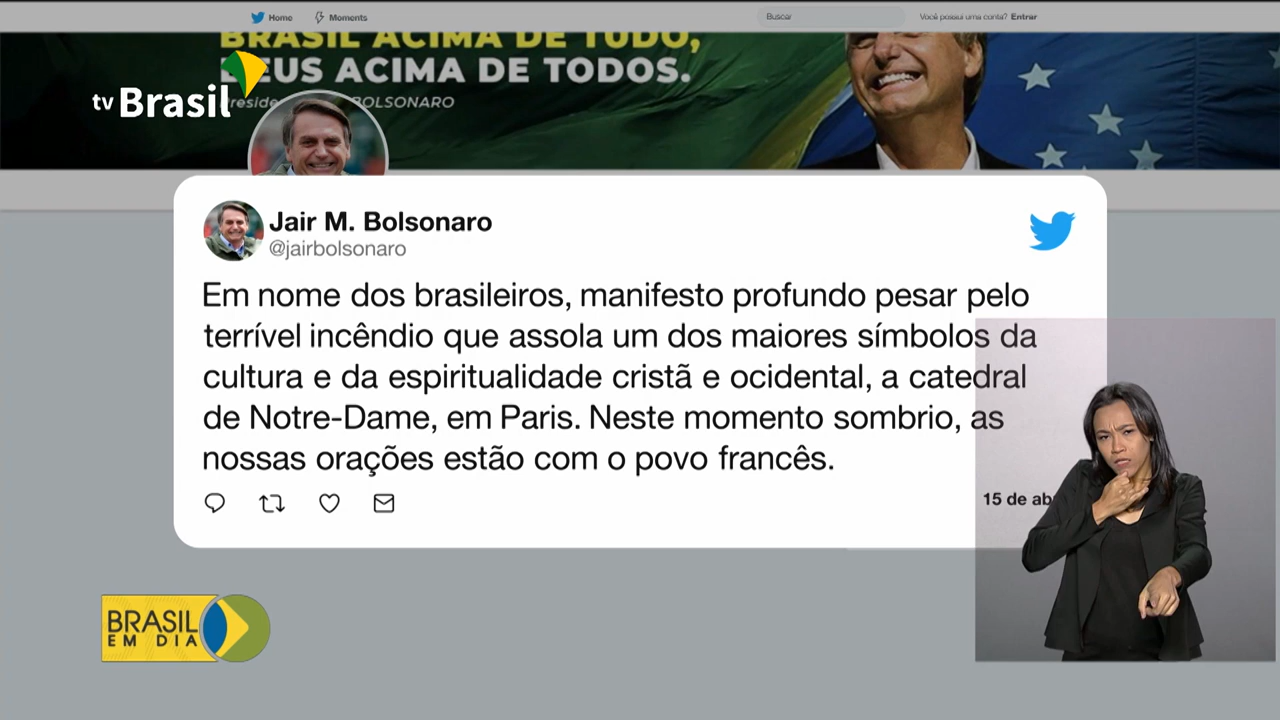 Home Moments Buscar Você possui uma conta? Entrar
BRASIL ACIMA DE TUDO,
DEUS ACIMA DE TODOS.
BOLSONARO
tv Brasil
Jair M. Bolsonaro
@jairbolsonaro
Em nome dos brasileiros, manifesto profundo pesar pelo
terrível incêndio que assola um dos maiores símbolos da
cultura e da espiritualidade cristã e ocidental, a catedral
de Notre-Dame, em Paris. Neste momento sombrio, as
nossas orações estão com o povo francês.
15 de ab
BRASIL
EM DIA